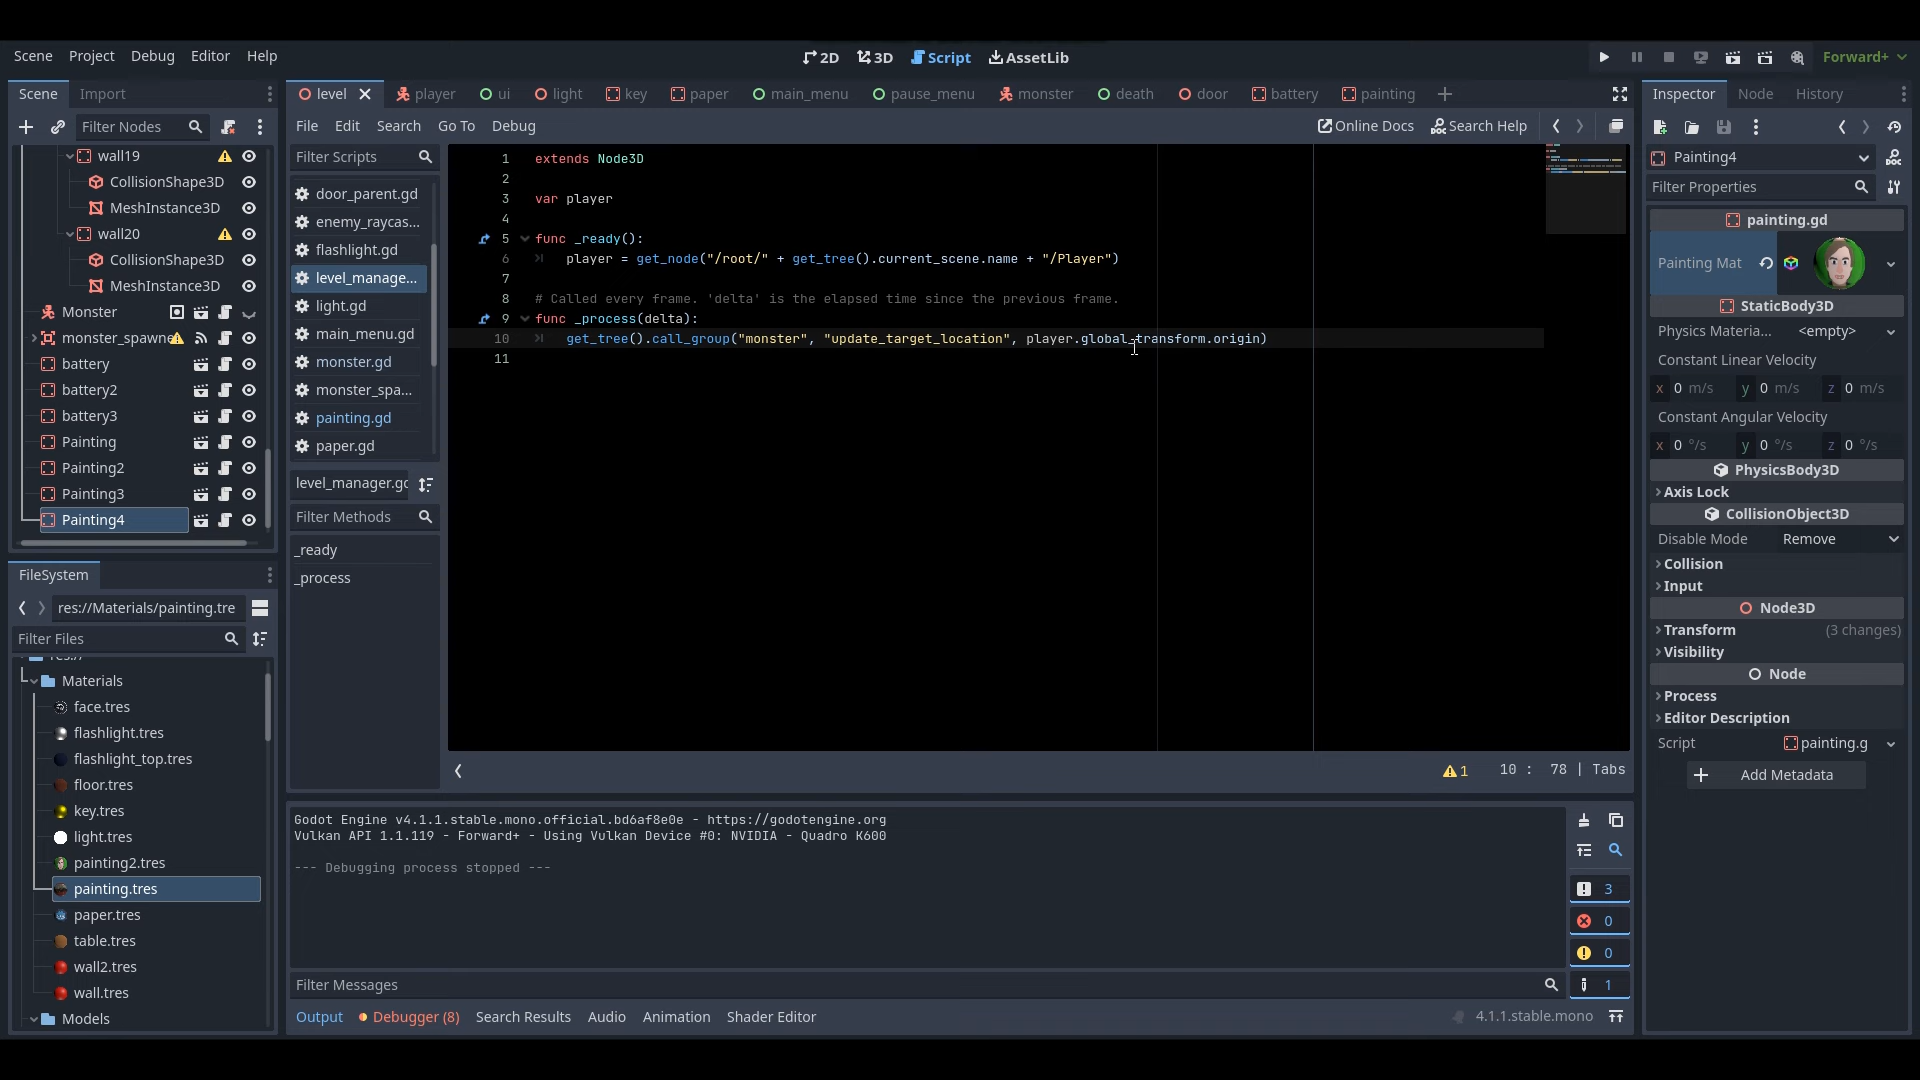 Scene Project Debug Editor Help
2D 3D Script AssetLib
Forward+
Scene Import
Filter Nodes
wall19
CollisionShape3D
MeshInstance3D
wall20
CollisionShape3D
MeshInstance3D
Monster
monster_spawne
battery
battery2
battery3
Painting
Painting2
Painting3
Painting4
FileSystem
res://Materials/painting.tre
Filter Files
res://
Materials
face.tres
flashlight.tres
flashlight_top.tres
floor.tres
key.tres
light.tres
painting2.tres
painting.tres
paper.tres
table.tres
wall2.tres
wall.tres
Models
level player ui light key paper main_menu pause_menu monster death door battery painting
File Edit Search Go To Debug
Online Docs Search Help
Filter Scripts
door_parent.gd
enemy_raycas...
flashlight.gd
level_manage...
light.gd
main_menu.gd
monster.gd
monster_spa...
painting.gd
paper.gd
level_manager.gd
Filter Methods
_ready
_process
1 extends Node3D
2
3 var player
4
5 func _ready():
6 player = get_node("/root/" + get_tree().current_scene.name + "/Player")
7
8 # Called every frame. 'delta' is the elapsed time since the previous frame.
9 func _process(delta):
10 get_tree().call_group("monster", "update_target_location", player.global_transform.origin)
11
1 10 : 78 | Tabs
Godot Engine v4.1.1.stable.mono.official.bd6af8e0e - https://godotengine.org
Vulkan API 1.1.119 - Forward+ - Using Vulkan Device #0: NVIDIA - Quadro K600
--- Debugging process stopped ---
3
0
0
1
Filter Messages
Output Debugger (8) Search Results Audio Animation Shader Editor
4.1.1.stable.mono
Inspector Node History
Painting4
Filter Properties
painting.gd
Painting Mat
StaticBody3D
Physics Materia... <empty>
Constant Linear Velocity
x 0 m/s y 0 m/s z 0 m/s
Constant Angular Velocity
x 0 °/s y 0 °/s z 0 °/s
PhysicsBody3D
Axis Lock
CollisionObject3D
Disable Mode Remove
Collision
Input
Node3D
Transform (3 changes)
Visibility
Node
Process
Editor Description
Script painting.g
Add Metadata